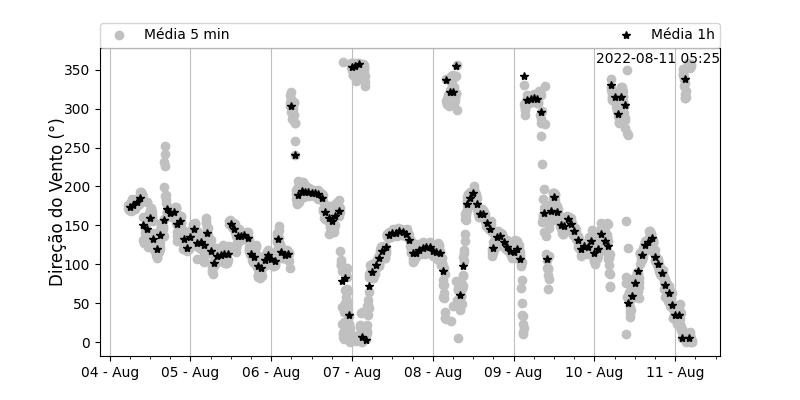 Média 5 min
Média 1h
2022-08-11 05:25
Direção do Vento (°)
350
300
250
200
150
100
50
0
04 - Aug
05 - Aug
06 - Aug
07 - Aug
08 - Aug
09 - Aug
10 - Aug
11 - Aug